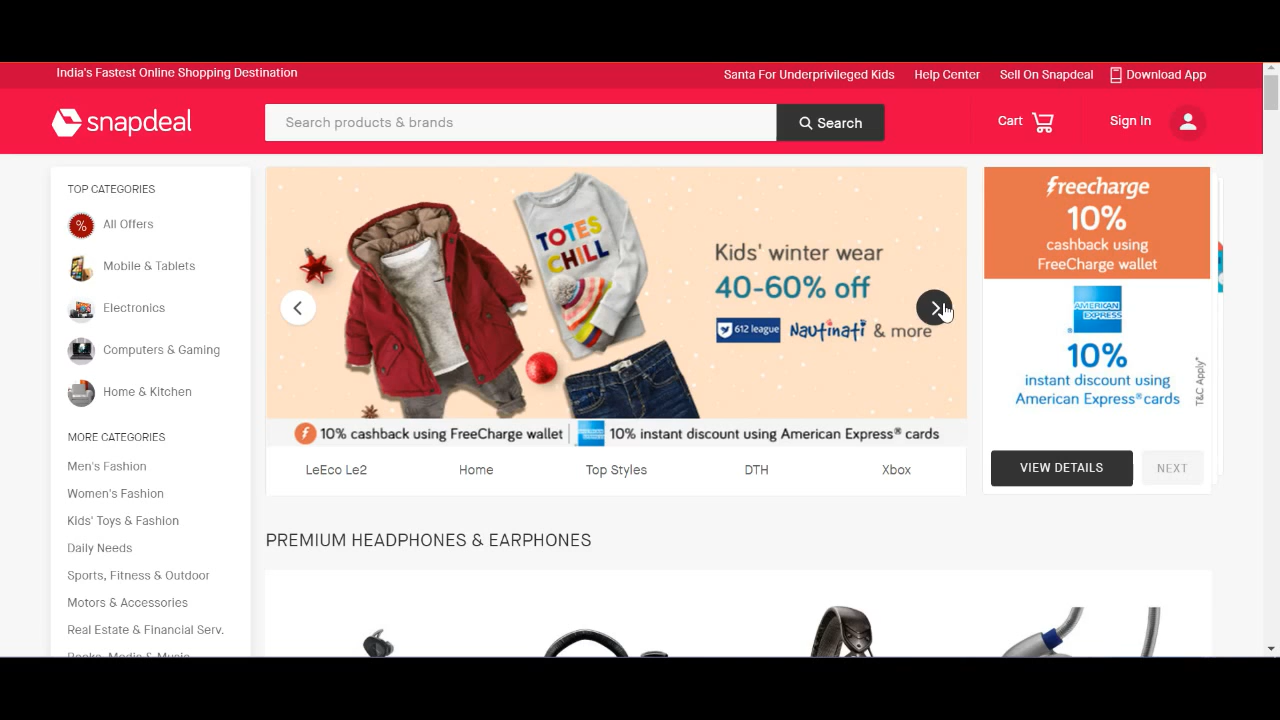 India's Fastest Online Shopping Destination
Santa For Underprivileged Kids
Help Center
Sell On Snapdeal
Download App
snapdeal
Search products & brands
Search
Cart
Sign In
TOP CATEGORIES
% All Offers
Mobile & Tablets
Electronics
Computers & Gaming
Home & Kitchen
MORE CATEGORIES
Men's Fashion
Women's Fashion
Kids' Toys & Fashion
Daily Needs
Sports, Fitness & Outdoor
Motors & Accessories
Real Estate & Financial Serv.
Books, Media & Music
TOTES
CHILL
Kids' winter wear
40-60% off
612 league Nautinati & more
10% cashback using FreeCharge wallet
AMERICAN EXPRESS
10% instant discount using American Express® cards
LeEco Le2
Home
Top Styles
DTH
Xbox
freecharge
10%
cashback using
FreeCharge wallet
AMERICAN
EXPRESS
®
10%
instant discount using
American Express® cards
T&C Apply*
VIEW DETAILS
NEXT
PREMIUM HEADPHONES & EARPHONES